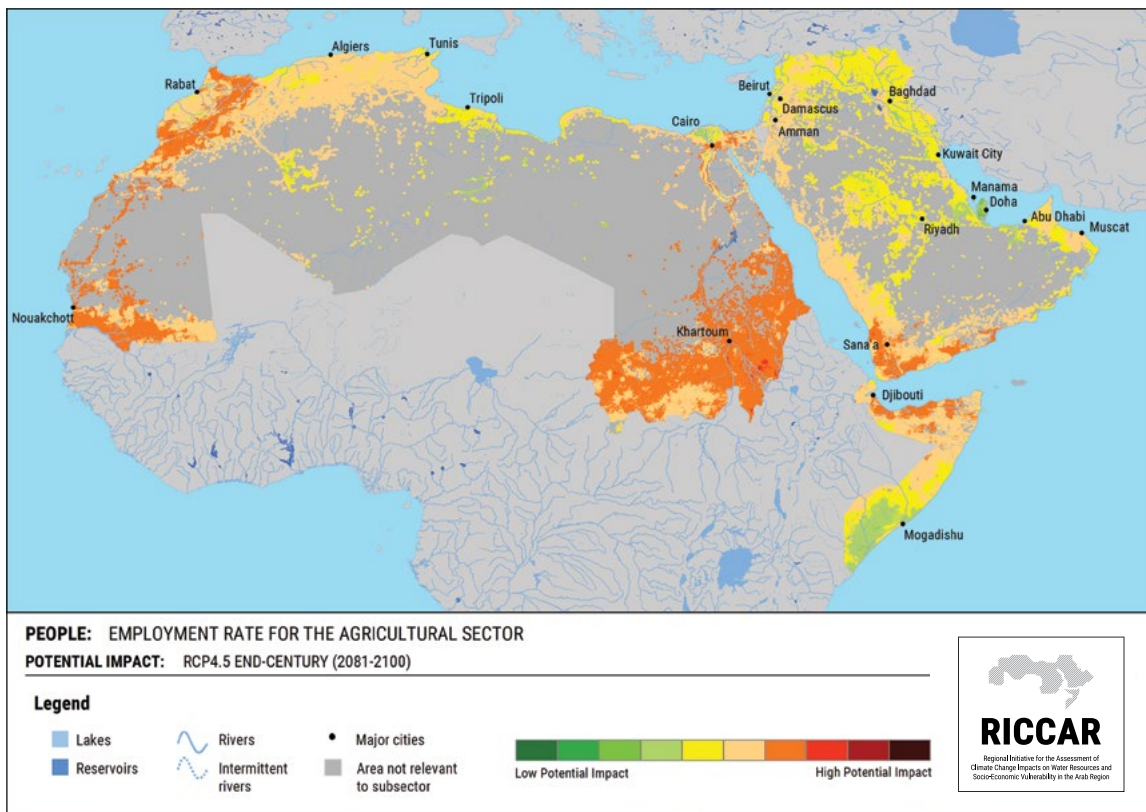 Algiers
Tunis
Rabat
Tripoli
Beirut
Baghdad
Damascus
Cairo
Amman
Kuwait City
Manama
Doha
Abu Dhabi
Riyadh
Muscat
Nouakchott
Khartoum
Sana'a
Djibouti
Mogadishu
PEOPLE: EMPLOYMENT RATE FOR THE AGRICULTURAL SECTOR
POTENTIAL IMPACT: RCP4.5 END-CENTURY (2081-2100)
Legend
Lakes
Rivers
Major cities
Reservoirs
Intermittent
rivers
Area not relevant
to subsector
Low Potential Impact
High Potential Impact
RICCAR
Regional Initiative for the Assessment of
Climate Change Impacts on Water Resources and
Socio-Economic Vulnerability in the Arab Region